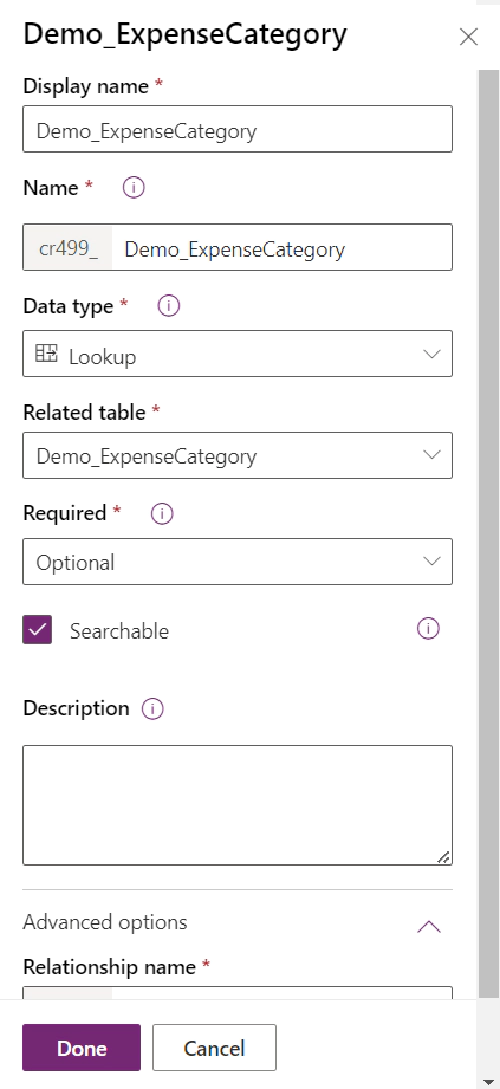 Demo_ExpenseCategory
Display name *
Demo_ExpenseCategory
Name *
cr499_ Demo_ExpenseCategory
Data type *
Lookup
Related table *
Demo_ExpenseCategory
Required *
Optional
Searchable
Description
Advanced options
Relationship name *
Done Cancel